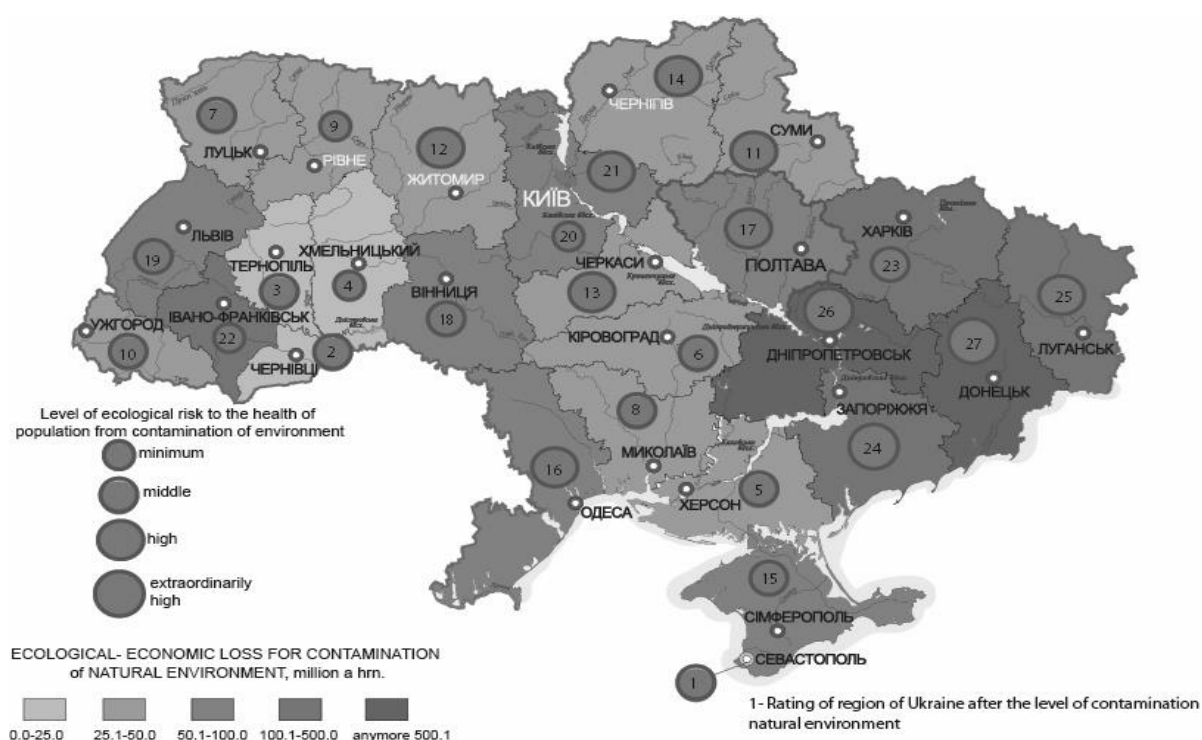 14
ЧЕРНІГІВ
7
9
СУМИ
12
11
ЛУЦЬК
РІВНЕ
21
ЖИТОМИР
КИЇВ
17
ХАРКІВ
ЛЬВІВ
20
19
ТЕРНОПІЛЬ
ХМЕЛЬНИЦЬКИЙ
ЧЕРКАСИ
ПОЛТАВА
23
3
4
ВІННИЦЯ
13
25
ІВАНО-ФРАНКІВСЬК
18
26
УЖГОРОД
КІРОВОГРАД
ЛУГАНСЬК
22
10
2
6
ДНІПРОПЕТРОВСЬК
27
ЧЕРНІВЦІ
ДОНЕЦЬК
8
ЗАПОРІЖЖЯ
24
МИКОЛАЇВ
16
5
ХЕРСОН
ОДЕСА
15
СІМФЕРОПОЛЬ
СЕВАСТОПОЛЬ
1
Level of ecological risk to the health of
population from contamination of environment
minimum
middle
high
extraordinarily
high
ECOLOGICAL- ECONOMIC LOSS FOR CONTAMINATION
of NATURAL ENVIRONMENT, million a hrn.
0.0-25.0 25.1-50.0 50.1-100.0 100.1-500.0 anymore 500.1
1- Rating of region of Ukraine after the level of contamination
natural environment